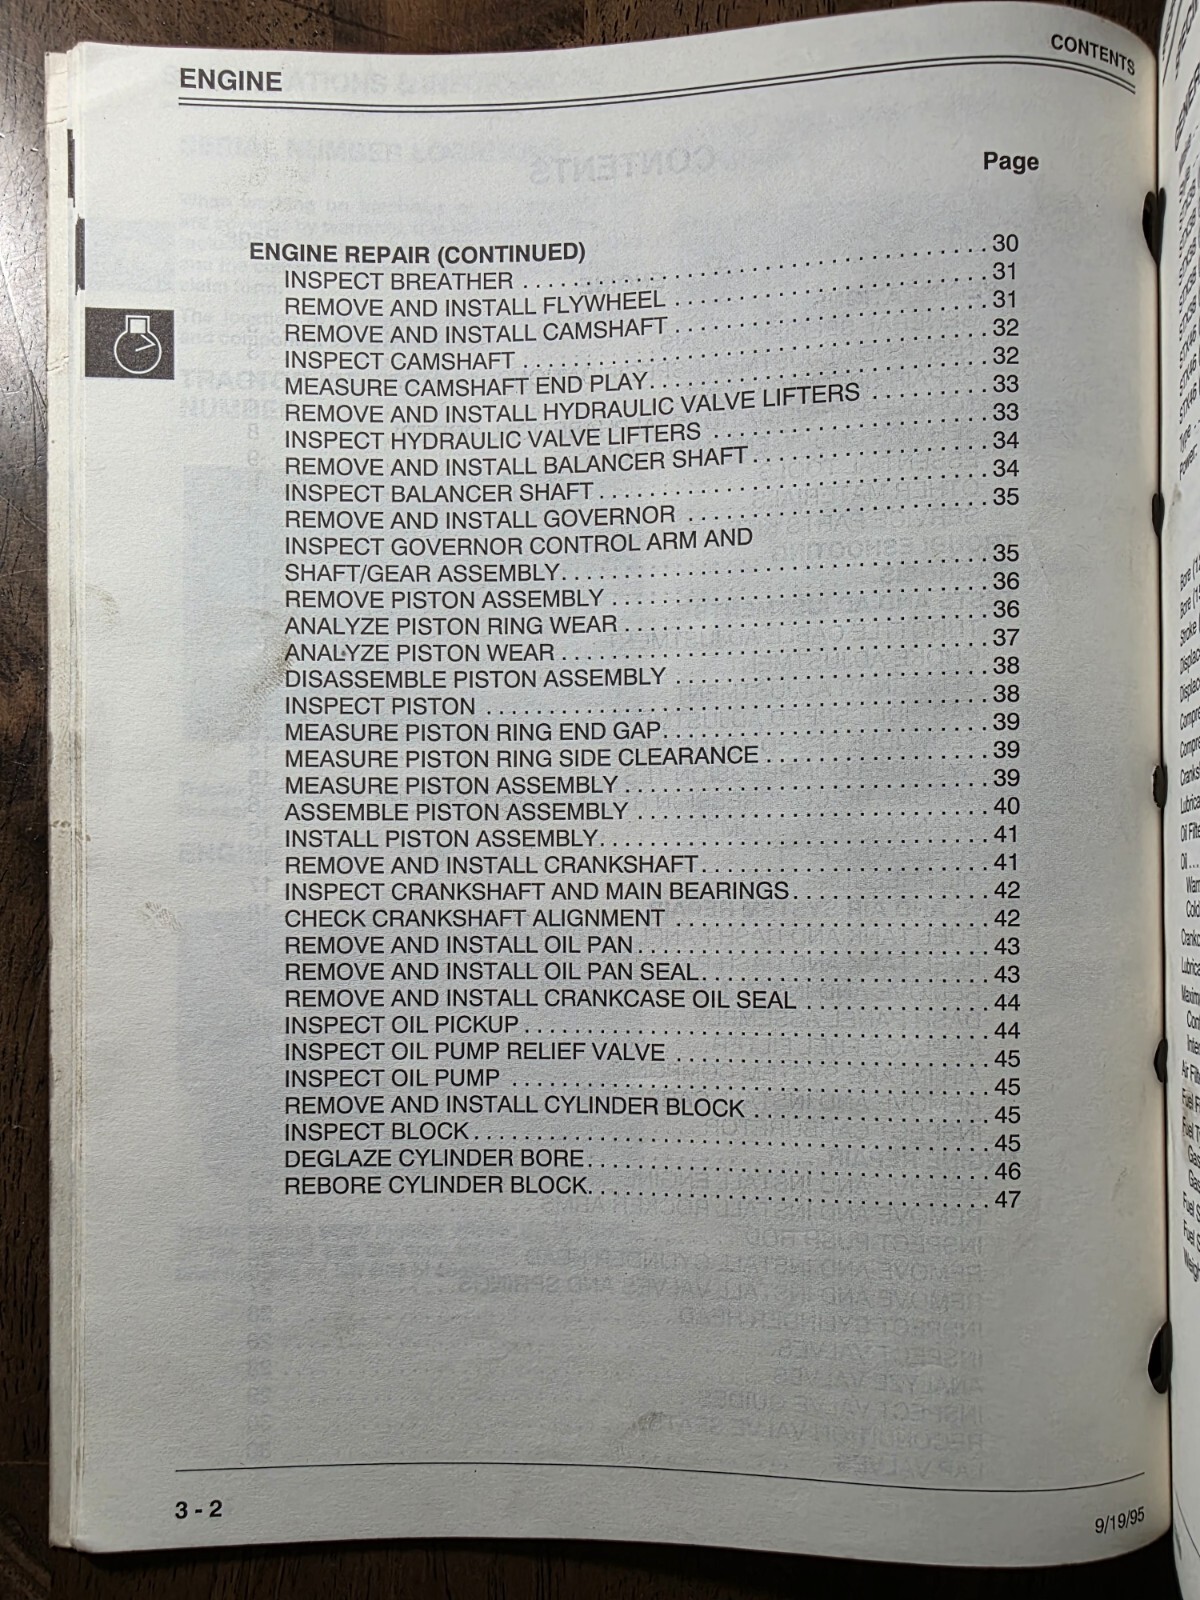 ENGINE
CONTENTS
Page
ENGINE REPAIR (CONTINUED)
INSPECT BREATHER . . . . . . . . . . 30
REMOVE AND INSTALL FLYWHEEL . . . . . . . . . . 31
REMOVE AND INSTALL CAMSHAFT . . . . . . . . . . 31
INSPECT CAMSHAFT . . . . . . . . . . 32
MEASURE CAMSHAFT END PLAY. . . . . . . . . . 32
REMOVE AND INSTALL HYDRAULIC VALVE LIFTERS . . . . . . . . . . 33
INSPECT HYDRAULIC VALVE LIFTERS . . . . . . . . . . 33
REMOVE AND INSTALL BALANCER SHAFT . . . . . . . . . . 34
INSPECT BALANCER SHAFT . . . . . . . . . . 34
REMOVE AND INSTALL GOVERNOR . . . . . . . . . . 35
INSPECT GOVERNOR CONTROL ARM AND
SHAFT/GEAR ASSEMBLY. . . . . . . . . . 35
REMOVE PISTON ASSEMBLY . . . . . . . . . . 36
ANALYZE PISTON RING WEAR . . . . . . . . . . 36
ANALYZE PISTON WEAR . . . . . . . . . . 37
DISASSEMBLE PISTON ASSEMBLY . . . . . . . . . . 38
INSPECT PISTON . . . . . . . . . . 38
MEASURE PISTON RING END GAP. . . . . . . . . . 39
MEASURE PISTON RING SIDE CLEARANCE . . . . . . . . . . 39
MEASURE PISTON ASSEMBLY . . . . . . . . . . 39
ASSEMBLE PISTON ASSEMBLY . . . . . . . . . . 40
INSTALL PISTON ASSEMBLY. . . . . . . . . . 41
REMOVE AND INSTALL CRANKSHAFT. . . . . . . . . . 41
INSPECT CRANKSHAFT AND MAIN BEARINGS. . . . . . . . . . 42
CHECK CRANKSHAFT ALIGNMENT . . . . . . . . . . 42
REMOVE AND INSTALL OIL PAN . . . . . . . . . . 43
REMOVE AND INSTALL OIL PAN SEAL. . . . . . . . . . 43
REMOVE AND INSTALL CRANKCASE OIL SEAL . . . . . . . . . . 44
INSPECT OIL PICKUP . . . . . . . . . . 44
INSPECT OIL PUMP RELIEF VALVE . . . . . . . . . . 45
INSPECT OIL PUMP . . . . . . . . . . 45
REMOVE AND INSTALL CYLINDER BLOCK . . . . . . . . . . 45
INSPECT BLOCK . . . . . . . . . . 45
DEGLAZE CYLINDER BORE . . . . . . . . . . 46
REBORE CYLINDER BLOCK. . . . . . . . . . 47
3 - 2
9/19/95